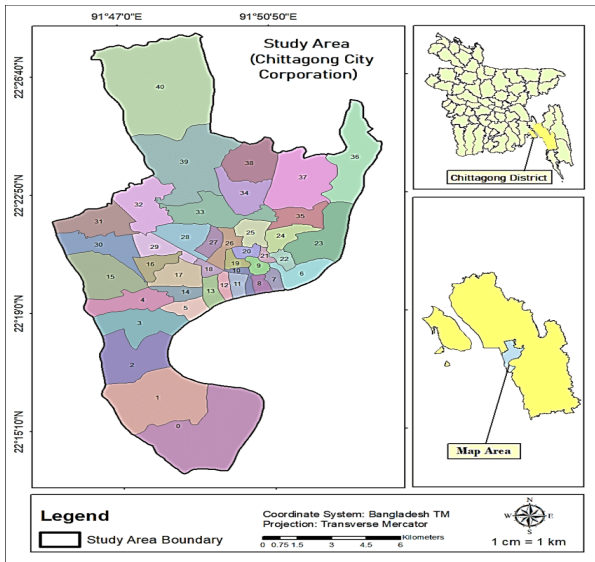 91°47'0"E 91°50'50"E
22°26'40"N
22°22'50"N
22°19'0"N
22°15'10"N
Study Area
(Chittagong City
Corporation)
40
39
38
36
37
34
32
33
35
31
30
29
28
27
26
25
24
23
20
21
22
16
17
18
19
9
10
6
15
14
13
12
11
8
7
4
5
3
2
1
0
Chittagong District
Map Area
Legend
Study Area Boundary
Coordinate System: Bangladesh TM
Projection: Transverse Mercator
Kilometers
0 0.75 1.5 3 4.5 6
N
W E
S
1 cm = 1 km